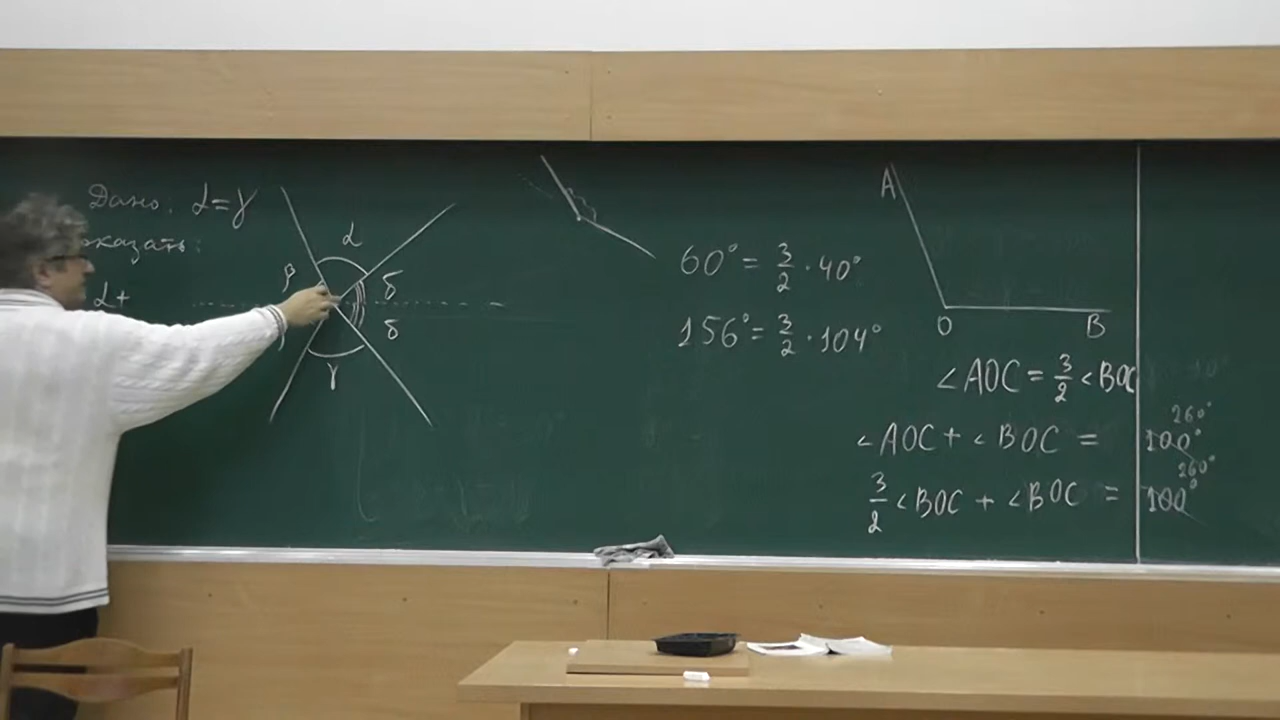 Дано: α=γ
оказать:
α+
α
β
δ
δ
γ
60°= 3/2 · 40°
156°= 3/2 · 104°
A
O
B
∠AOC = 3/2 ∠BOC
260°
∠AOC + ∠BOC = 100°
260°
3/2 ∠BOC + ∠BOC = 100°